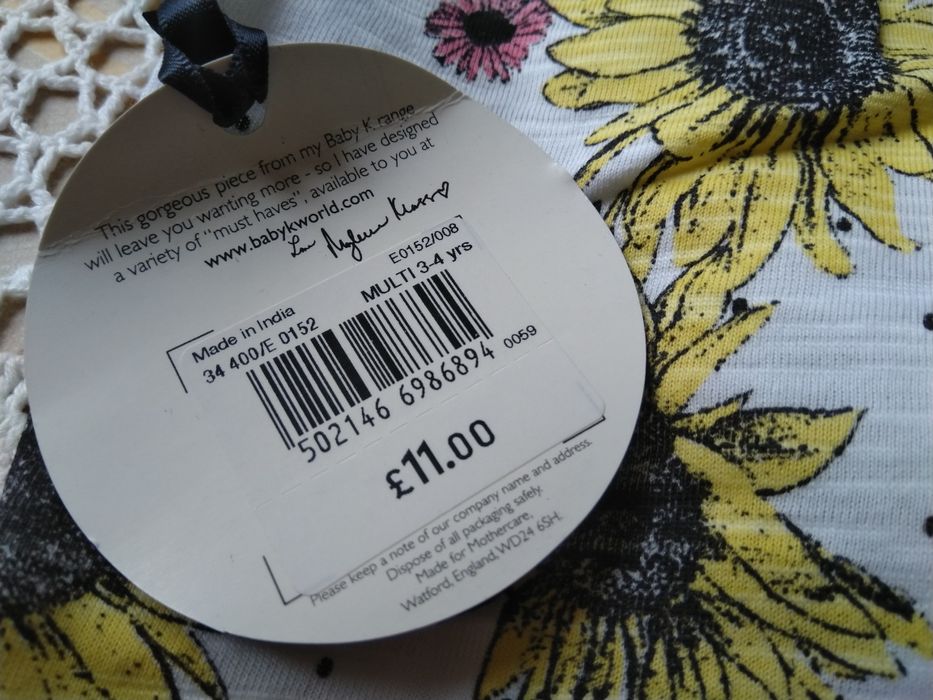 This gorgeous piece from my Baby K range
will leave you wanting more - so I have designed
a variety of "must haves", available to you at
www.babykworld.com
Made in India
E0152/008
34 400/E 0152
MULTI 3-4 yrs
502146 6986894
0059
£11.00
Please keep a note of our company name and address.
Dispose of all packaging safely.
Made for Mothercare,
Watford, England, WD24 6SH.